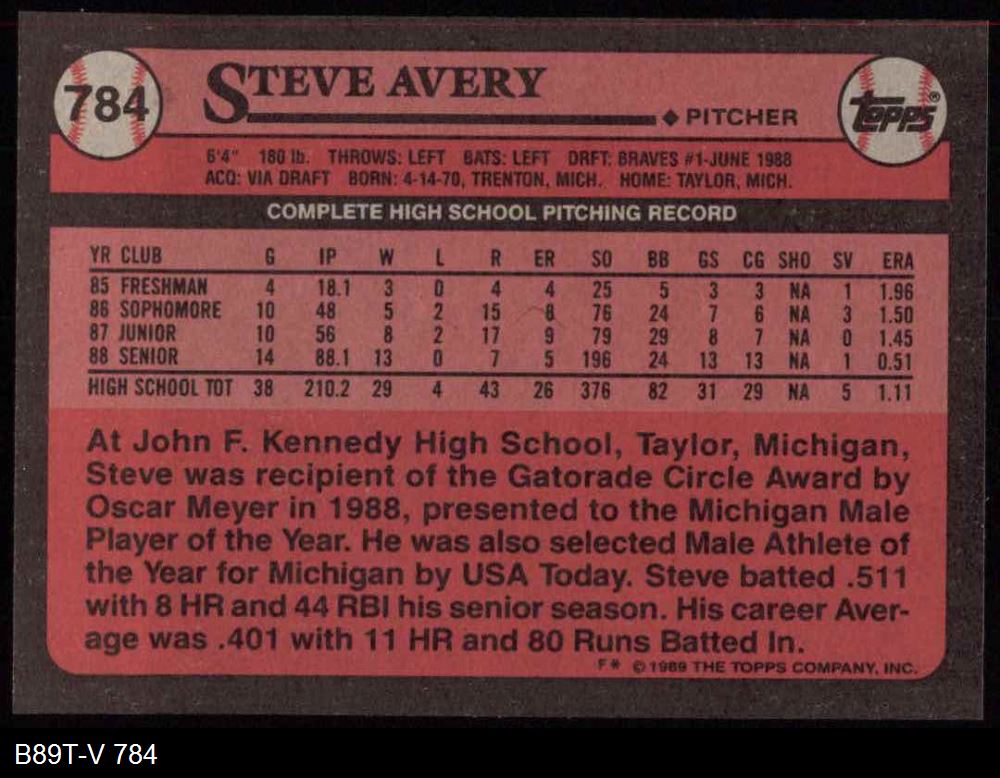 784
STEVE AVERY
◆ PITCHER
TOPPS®
6'4" 180 lb. THROWS: LEFT BATS: LEFT DRFT: BRAVES #1-JUNE 1988
ACQ: VIA DRAFT BORN: 4-14-70, TRENTON, MICH. HOME: TAYLOR, MICH.
COMPLETE HIGH SCHOOL PITCHING RECORD
YR CLUB G IP W L R ER SO BB GS CG SHO SV ERA
85 FRESHMAN 4 18.1 3 0 4 4 25 5 3 3 NA 1 1.96
86 SOPHOMORE 10 48 5 2 15 8 76 24 7 6 NA 3 1.50
87 JUNIOR 10 56 8 2 17 9 79 29 8 7 NA 0 1.45
88 SENIOR 14 88.1 13 0 7 5 196 24 13 13 NA 1 0.51
HIGH SCHOOL TOT 38 210.2 29 4 43 26 376 82 31 29 NA 5 1.11
At John F. Kennedy High School, Taylor, Michigan,
Steve was recipient of the Gatorade Circle Award by
Oscar Meyer in 1988, presented to the Michigan Male
Player of the Year. He was also selected Male Athlete of
the Year for Michigan by USA Today. Steve batted .511
with 8 HR and 44 RBI his senior season. His career Aver-
age was .401 with 11 HR and 80 Runs Batted In.
F* © 1989 THE TOPPS COMPANY, INC.
B89T-V 784